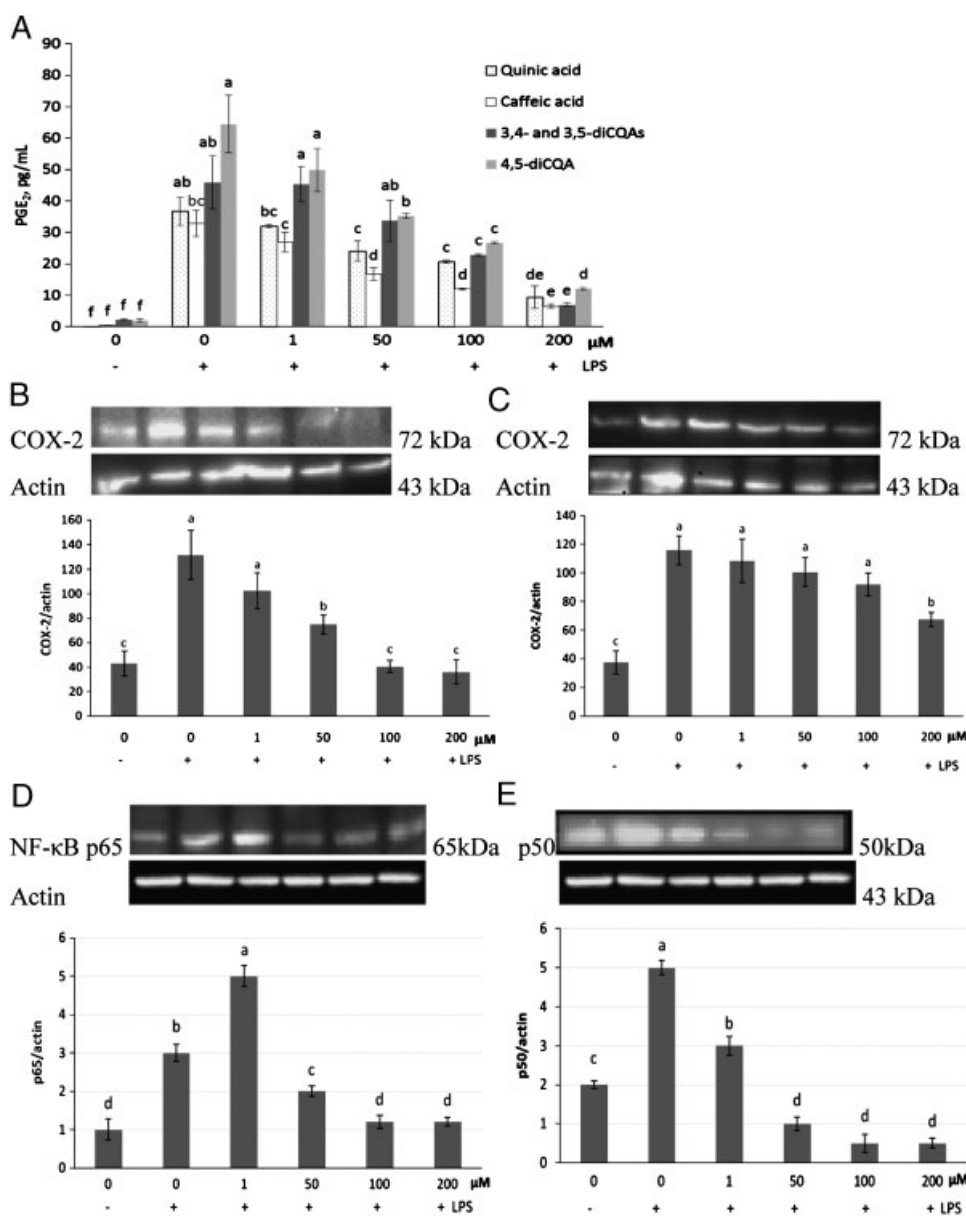 A
PGE2, pg/mL
90
80
70
60
50
40
30
20
10
0
Quinic acid
Caffeic acid
3,4- and 3,5-diCQAs
4,5-diCQA
f f f f
ab bc ab a
bc c a a
c d ab b
c d c c
de e e d
0 0 1 50 100 200 μM
- + + + + + LPS
B
COX-2 72 kDa
Actin 43 kDa
COX-2/actin
160
140
120
100
80
60
40
20
0
c a a b c c
0 0 1 50 100 200 μM
- + + + + + LPS
C
COX-2 72 kDa
Actin 43 kDa
COX-2/actin
140
120
100
80
60
40
20
0
c a a a a b
0 0 1 50 100 200 μM
- + + + + + LPS
D
NF-κB p65 65kDa
Actin
p65/actin
6
5
4
3
2
1
0
d b a c d d
0 0 1 50 100 200 μM
- + + + + + LPS
E
p50 50kDa
43 kDa
p50/actin
6
5
4
3
2
1
0
c a b d d d
0 0 1 50 100 200 μM
- + + + + + LPS